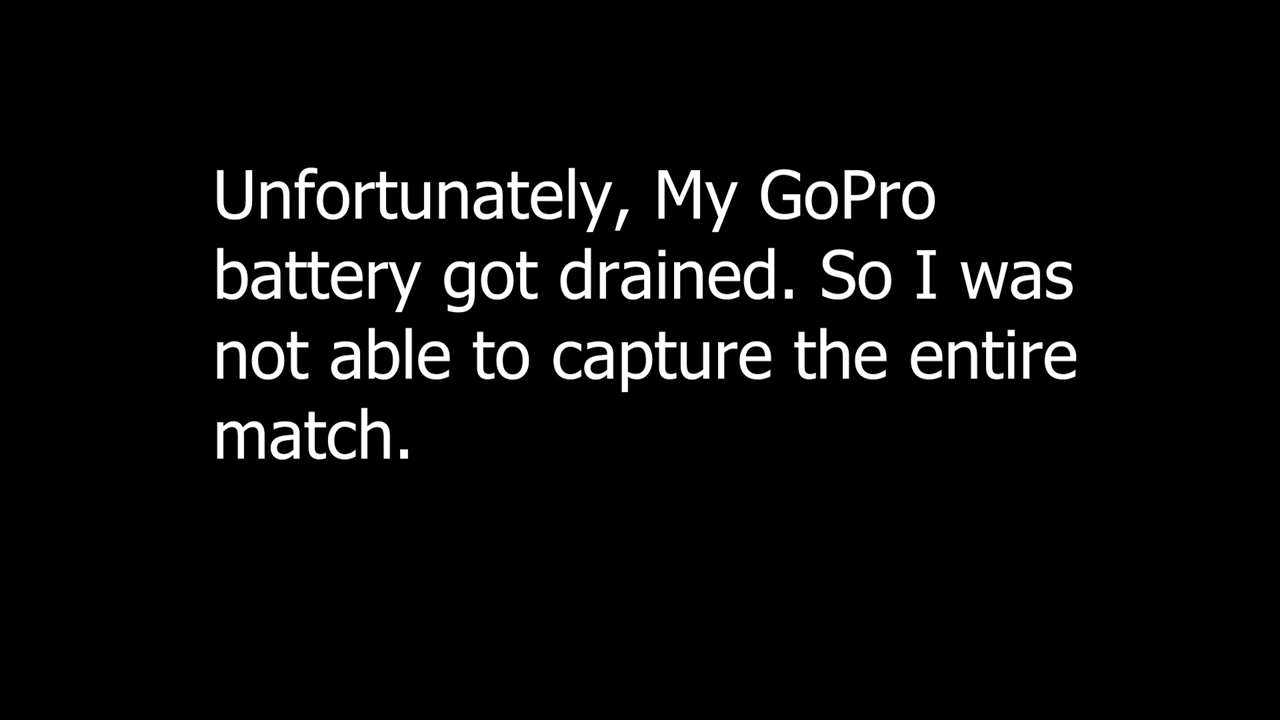 Unfortunately, My GoPro
battery got drained. So I was
not able to capture the entire
match.